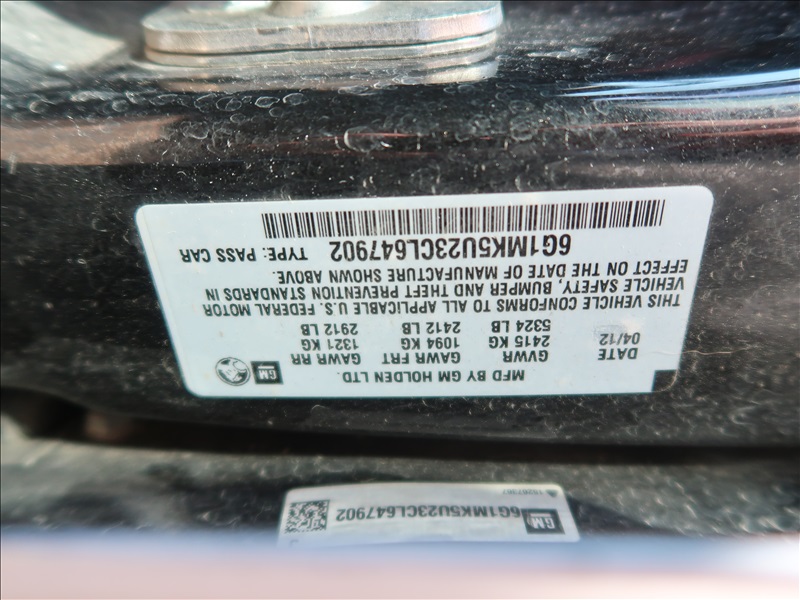 MFD BY GM HOLDEN LTD.
GM
DATE GVWR GAWR FRT GAWR RR
04/12 2415 KG 1094 KG 1321 KG
5324 LB 2412 LB 2912 LB
THIS VEHICLE CONFORMS TO ALL APPLICABLE U.S. FEDERAL MOTOR
VEHICLE SAFETY, BUMPER AND THEFT PREVENTION STANDARDS IN
EFFECT ON THE DATE OF MANUFACTURE SHOWN ABOVE.
6G1MK5U23CL647902 TYPE: PASS CAR
GM
6G1MK5U23CL647902